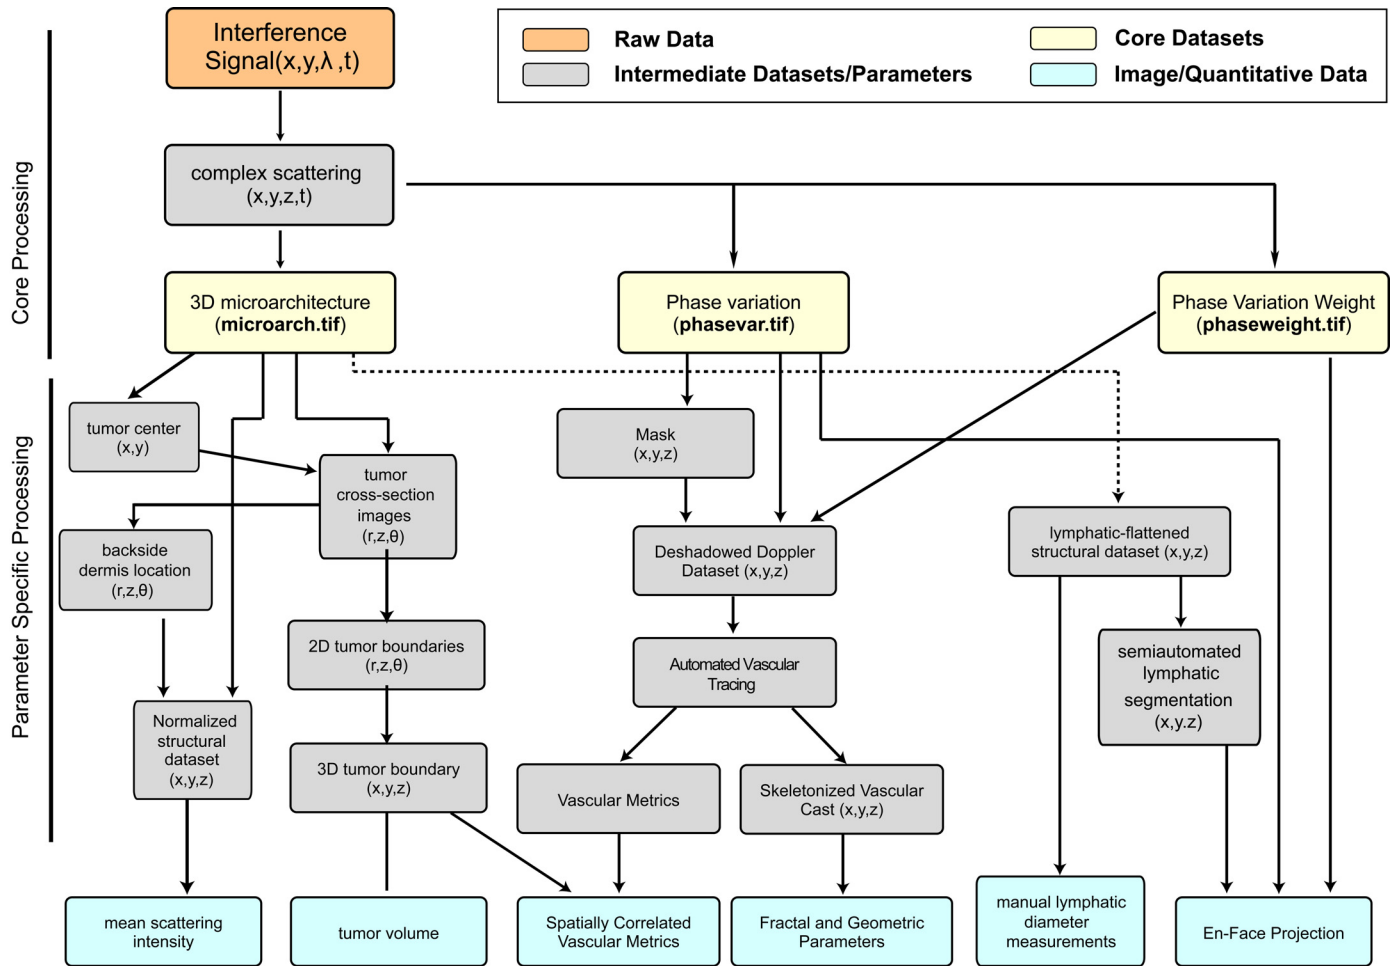 Interference
Signal(x,y,λ ,t)
Raw Data
Core Datasets
Intermediate Datasets/Parameters
Image/Quantitative Data
Core Processing
complex scattering
(x,y,z,t)
3D microarchitecture
(microarch.tif)
Phase variation
(phasevar.tif)
Phase Variation Weight
(phaseweight.tif)
Parameter Specific Processing
tumor center
(x,y)
Mask
(x,y,z)
tumor
cross-section
images
(r,z,θ)
backside
dermis location
(r,z,θ)
Deshadowed Doppler
Dataset (x,y,z)
lymphatic-flattened
structural dataset (x,y,z)
2D tumor boundaries
(r,z,θ)
Automated Vascular
Tracing
semiautomated
lymphatic
segmentation
(x,y.z)
Normalized
structural
dataset
(x,y,z)
3D tumor boundary
(x,y,z)
Vascular Metrics
Skeletonized Vascular
Cast (x,y,z)
mean scattering
intensity
tumor volume
Spatially Correlated
Vascular Metrics
Fractal and Geometric
Parameters
manual lymphatic
diameter
measurements
En-Face Projection